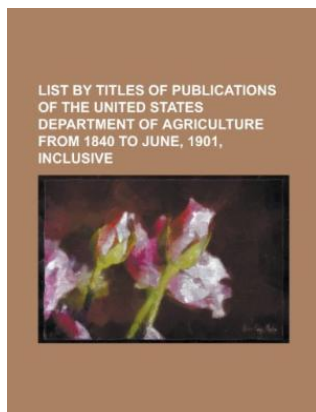 LIST BY TITLES OF PUBLICATIONS
OF THE UNITED STATES
DEPARTMENT OF AGRICULTURE
FROM 1840 TO JUNE, 1901,
INCLUSIVE